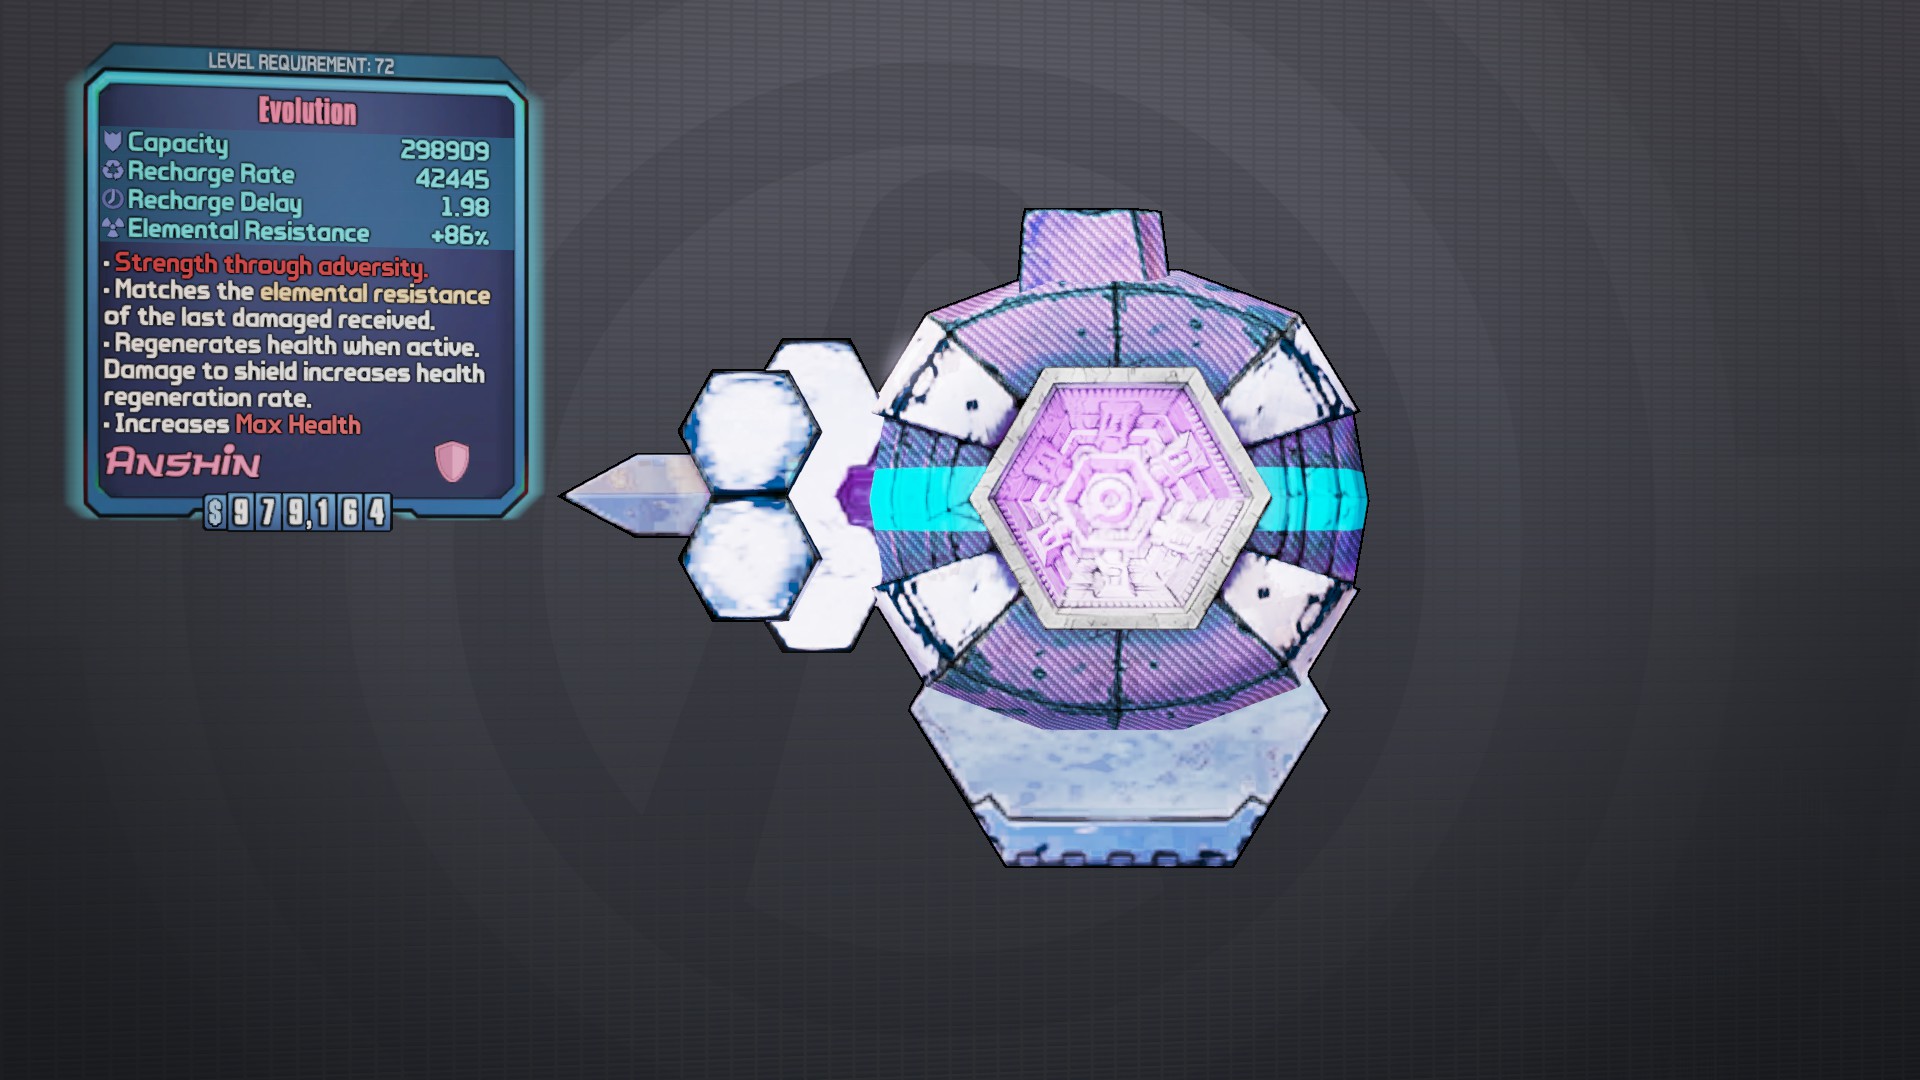 LEVEL REQUIREMENT: 72
Evolution
Capacity 298909
Recharge Rate 42445
Recharge Delay 1.98
Elemental Resistance +86%
• Strength through adversity.
• Matches the elemental resistance
of the last damaged received.
• Regenerates health when active.
Damage to shield increases health
regeneration rate.
• Increases Max Health
ANSHIN
$979,164